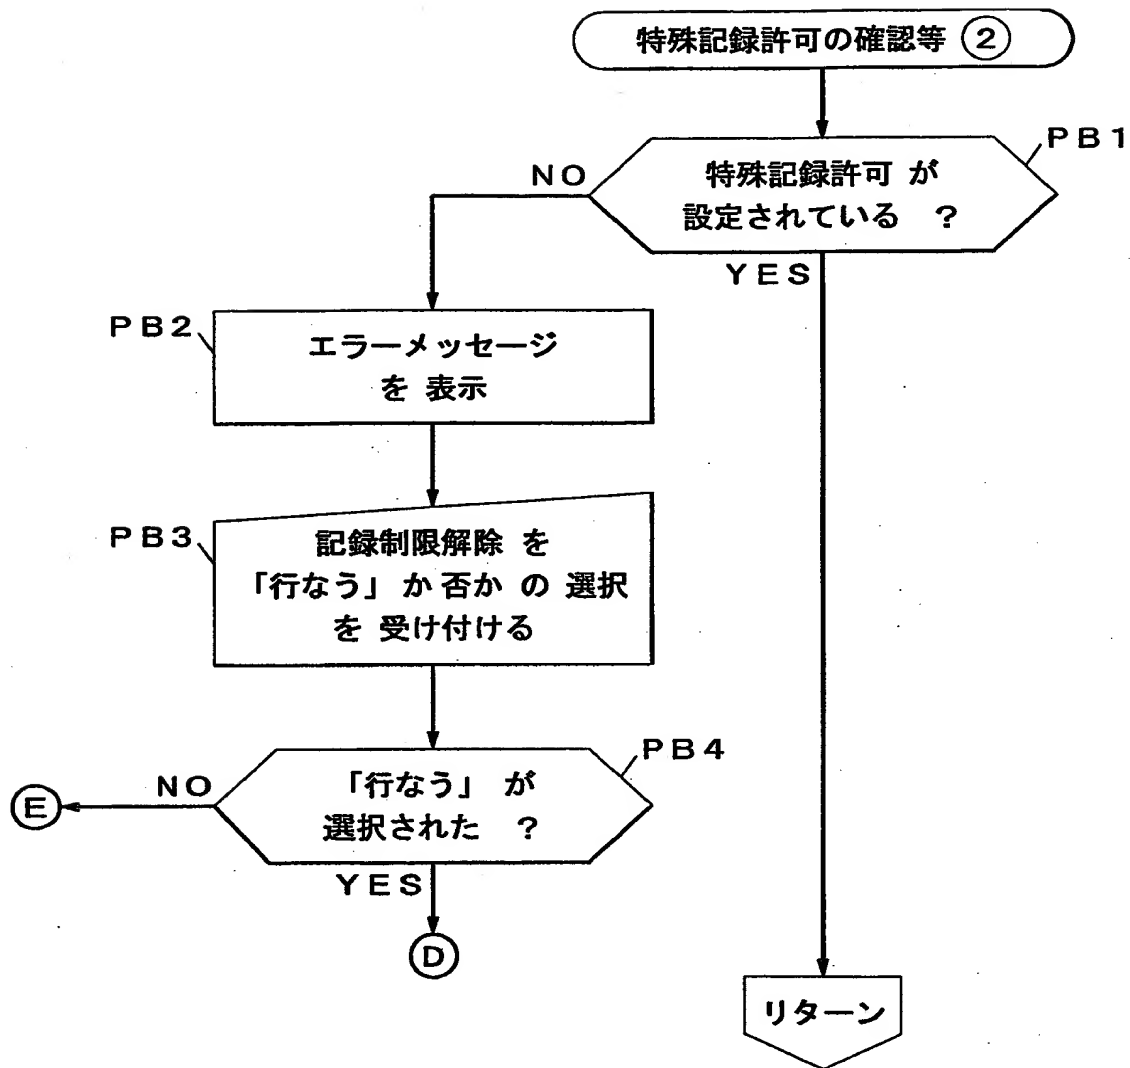 特殊記録許可の確認等 ②
PB1
特殊記録許可 が
設定されている ?
NO
YES
PB2
エラーメッセージ
を 表示
PB3
記録制限解除 を
「行なう」 か 否か の 選択
を 受け付ける
PB4
「行なう」 が
選択された ?
NO
E
YES
D
リターン